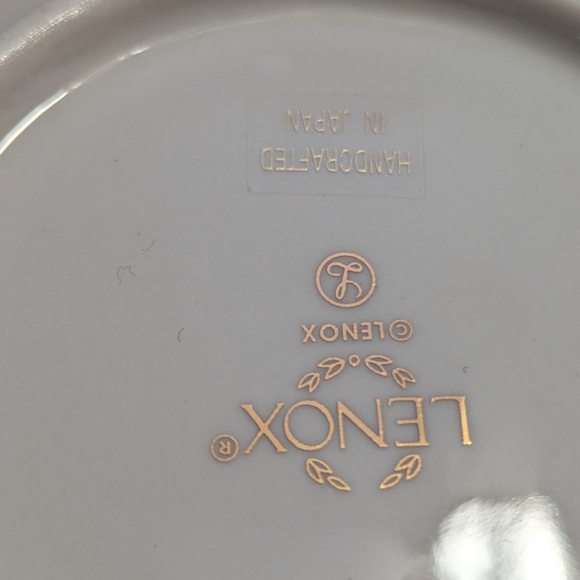 LENOX®
©LENOX
L
HANDCRAFTED
IN JAPAN